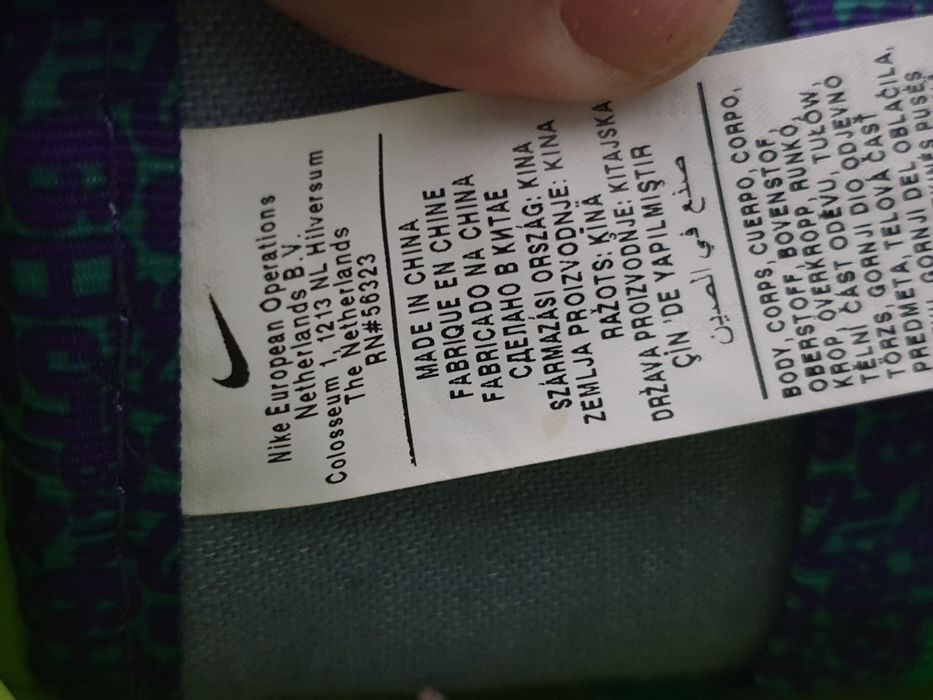 Nike European Operations
Netherlands B.V.
Colosseum 1, 1213 NL Hilversum
The Netherlands
RN#56323
MADE IN CHINA
FABRIQUE EN CHINE
FABRICADO NA CHINA
СДЕЛАНО В КИТАЕ
SZÁRMAZÁSI ORSZÁG: KINA
ZEMLJA PROIZVODNJE: KINA
RAŽOTS: ĶĪNĀ
DRŽAVA PROIZVODNJE: KITAJSKA
ÇİN 'DE YAPILMIŞTIR
صنع في الصين
BODY, CORPS, CUERPO, CORPO,
OBERSTOFF, BOVENSTOF,
KROP, ÖVERKROPP, RUNKO,
TĚLNÍ ČÁST ODĚVU, TUŁÓW,
TÖRZS, GORNJI DIO ODJEVNO
PREDMETA, TELOVÁ ČASŤ
GORNJI DEL OBLAČILA,
PUSĖS